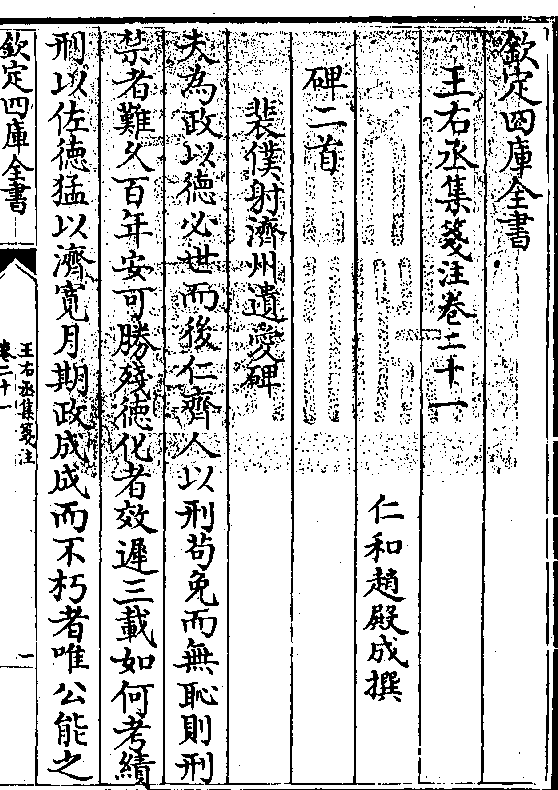 欽定四庫全書
王右丞集箋注卷二十一
仁和趙殿成撰
碑二首
裴僕射濟州遺愛碑
夫為政以德必世而後仁齊人以刑苟免而無恥則刑
禁者難久百年安可勝殘德化者效遲三載如何考績
刑以佐德猛以濟寛月期政成成而不朽者唯公能之
欽定四庫全書
王右丞集箋注
卷二十一
一